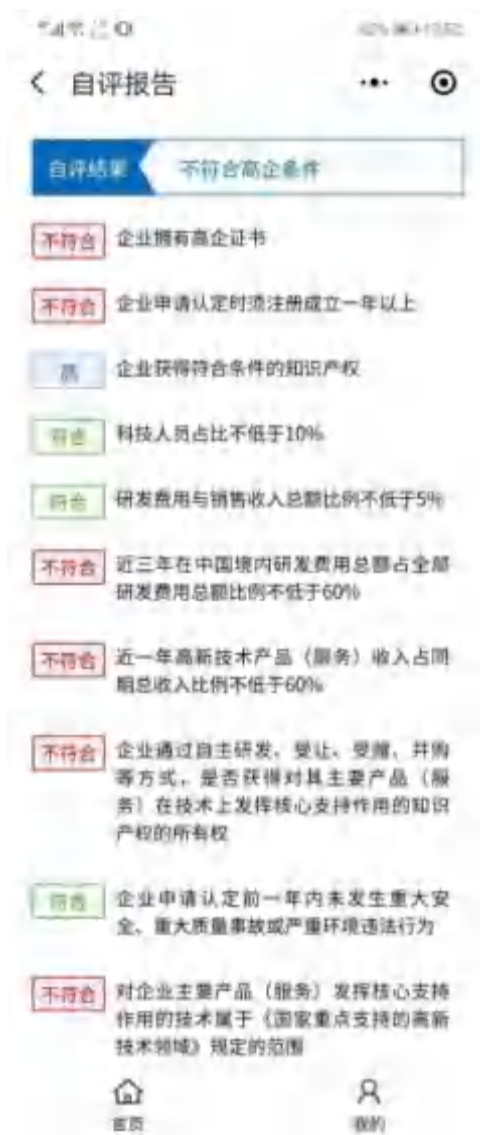 自评报告
自评结果 不符合高企条件
不符合 企业拥有高企证书
不符合 企业申请认定时须注册成立一年以上
企业获得符合条件的知识产权
符合 科技人员占比不低于10%
符合 研发费用与销售收入总额比例不低于5%
不符合 近三年在中国境内研发费用总额占全部
研发费用总额比例不低于60%
不符合 近一年高新技术产品（服务）收入占同
期总收入比例不低于60%
不符合 企业通过自主研发、受让、受赠、并购
等方式，是否获得对其主要产品（服
务）在技术上发挥核心支持作用的知识
产权的所有权
符合 企业申请认定前一年内未发生重大安
全、重大质量事故或严重环境违法行为
不符合 对企业主要产品（服务）发挥核心支持
作用的技术属于《国家重点支持的高新
技术领域》规定的范围
首页 我的